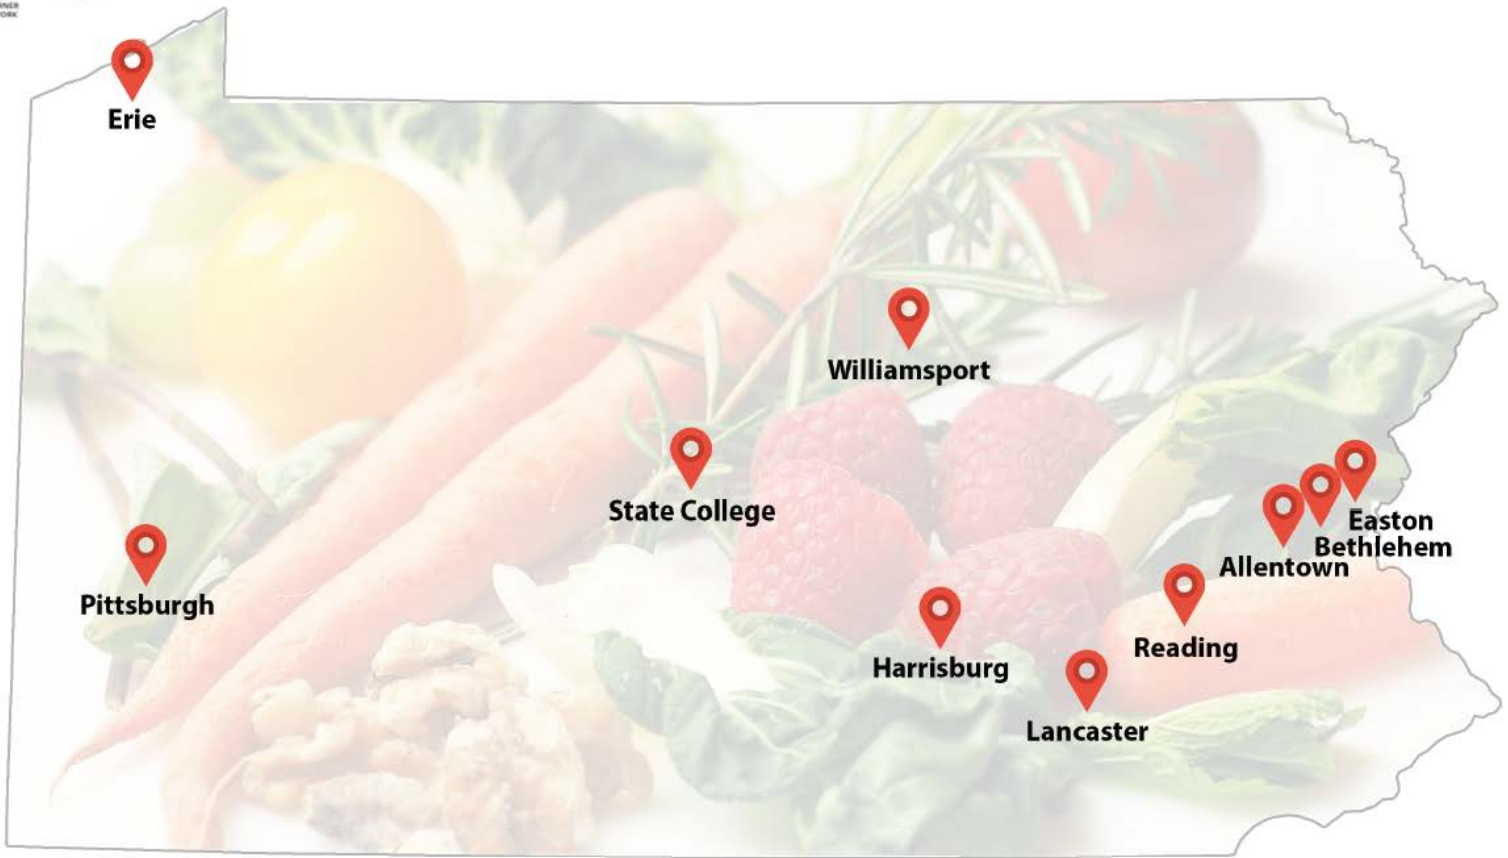 Erie
Williamsport
State College
Easton
Bethlehem
Allentown
Pittsburgh
Reading
Harrisburg
Lancaster